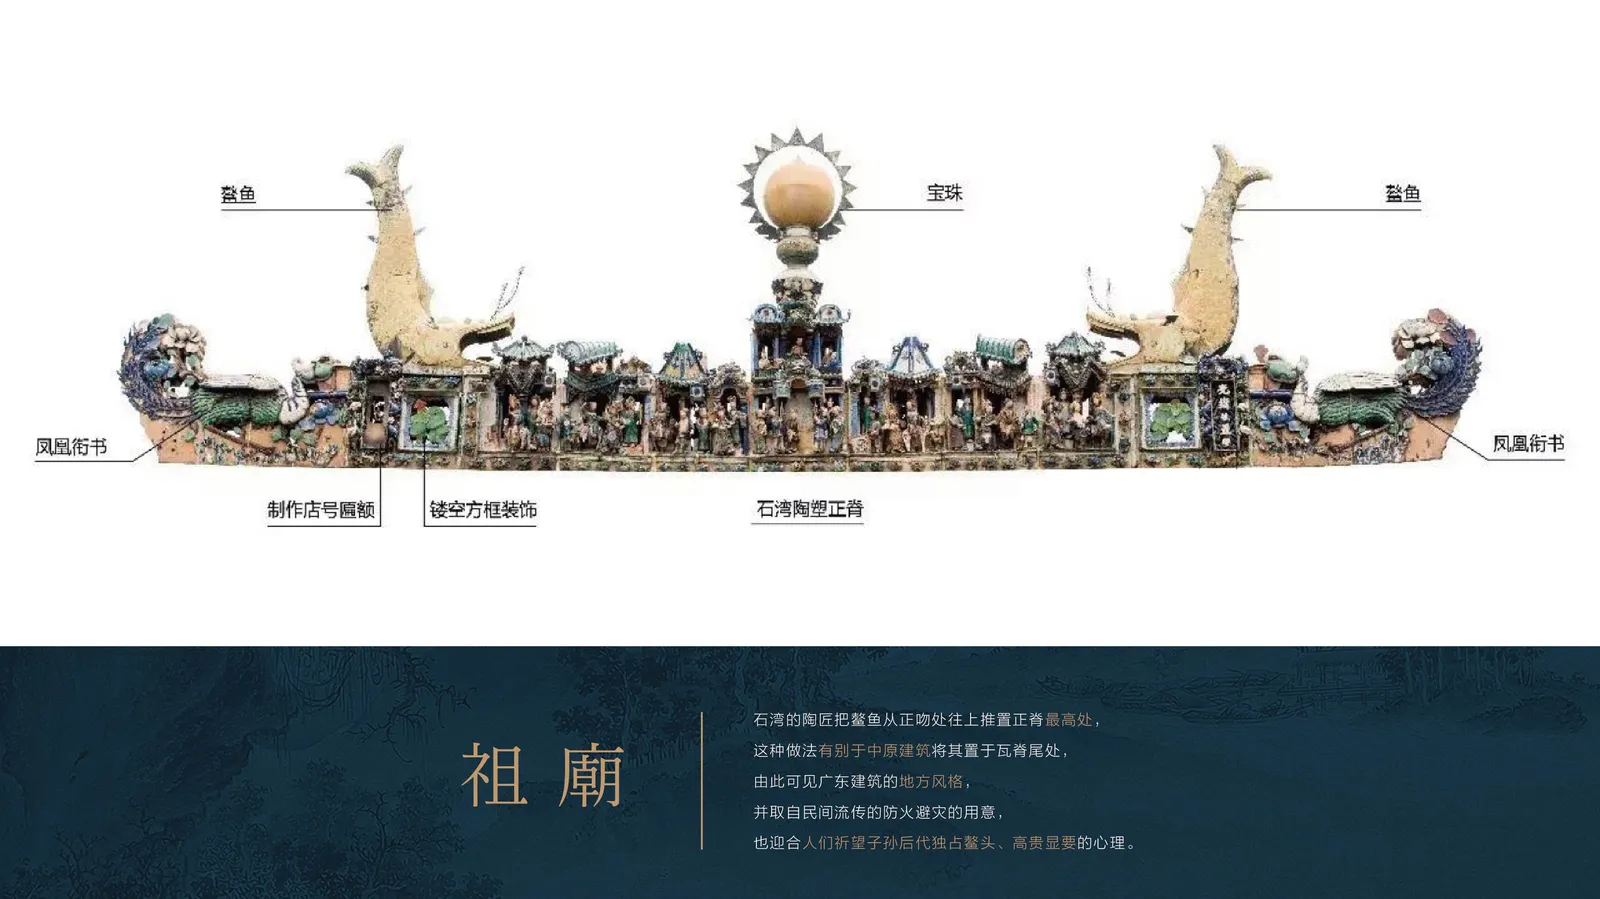 鳌鱼
宝珠
鳌鱼
凤凰衔书
凤凰衔书
制作店号匾额
镂空方框装饰
石湾陶塑正脊
祖廟
石湾的陶匠把鳌鱼从正吻处往上推置正脊最高处，
这种做法有别于中原建筑将其置于瓦脊尾处，
由此可见广东建筑的地方风格，
并取自民间流传的防火避灾的用意，
也迎合人们祈望子孙后代独占鳌头、高贵显要的心理。